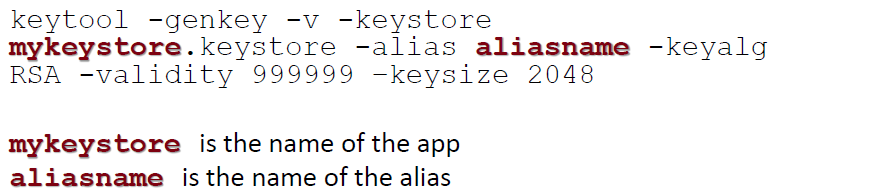 keytool -genkey -v -keystore
mykeystore.keystore -alias aliasname -keyalg
RSA -validity 999999 –keysize 2048
mykeystore is the name of the app
aliasname is the name of the alias